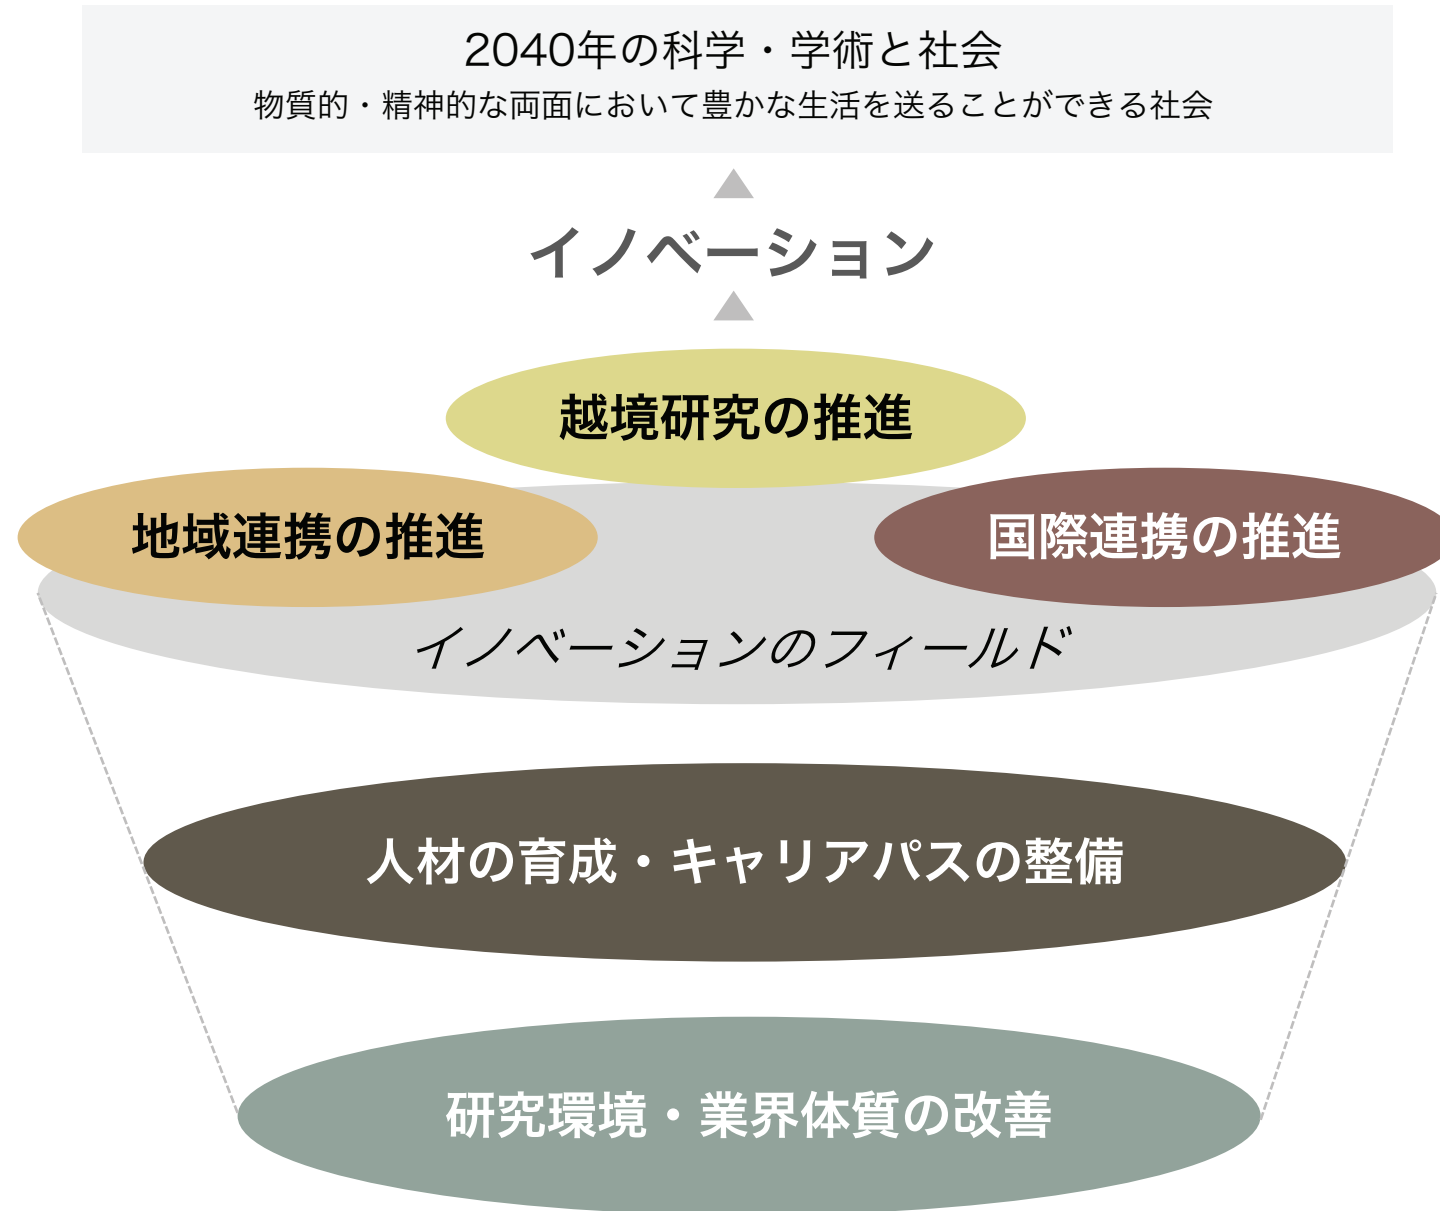 2040年の科学・学術と社会
物質的・精神的な両面において豊かな生活を送ることができる社会
イノベーション
越境研究の推進
地域連携の推進
国際連携の推進
イノベーションのフィールド
人材の育成・キャリアパスの整備
研究環境・業界体質の改善